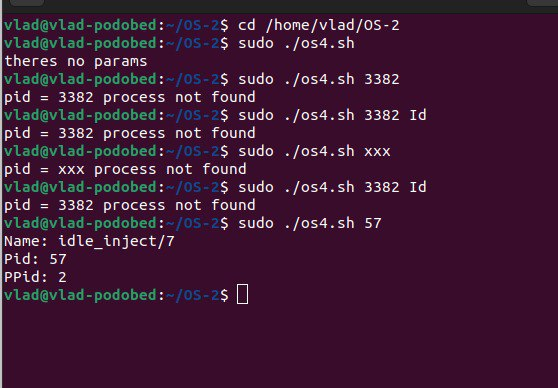 vlad@vlad-podobed:~/OS-2$ cd /home/vlad/OS-2
vlad@vlad-podobed:~/OS-2$ sudo ./os4.sh
theres no params
vlad@vlad-podobed:~/OS-2$ sudo ./os4.sh 3382
pid = 3382 process not found
vlad@vlad-podobed:~/OS-2$ sudo ./os4.sh 3382 Id
pid = 3382 process not found
vlad@vlad-podobed:~/OS-2$ sudo ./os4.sh xxx
pid = xxx process not found
vlad@vlad-podobed:~/OS-2$ sudo ./os4.sh 3382 Id
pid = 3382 process not found
vlad@vlad-podobed:~/OS-2$ sudo ./os4.sh 57
Name: idle_inject/7
Pid: 57
PPid: 2
vlad@vlad-podobed:~/OS-2$